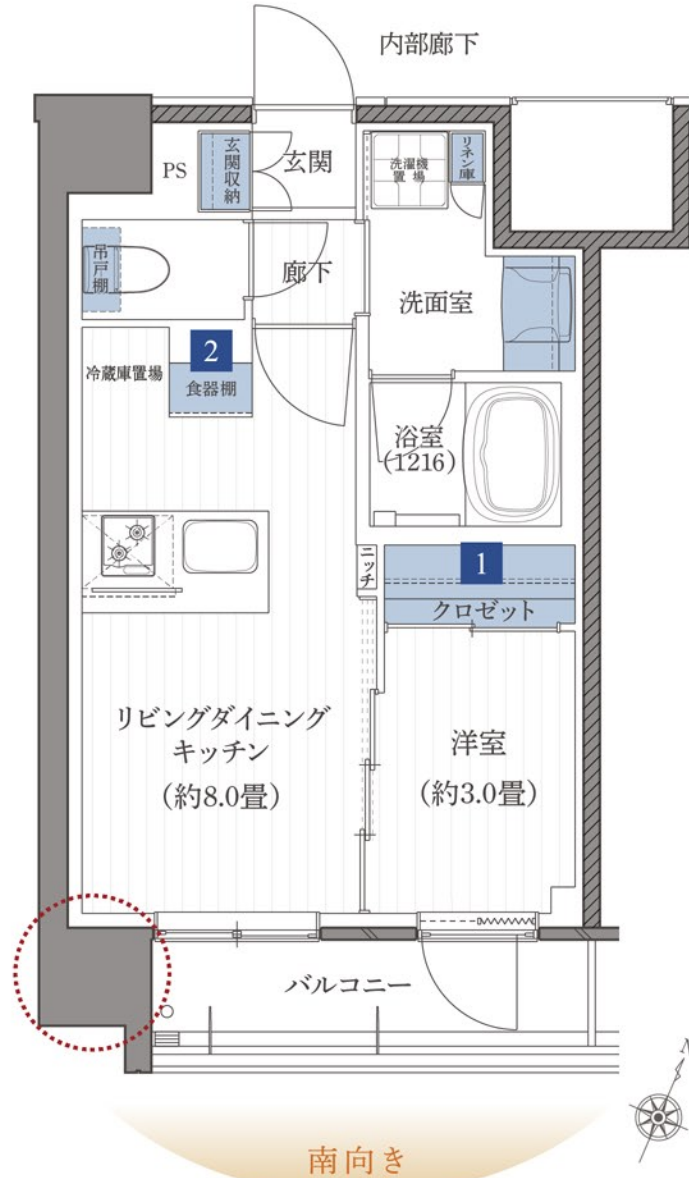 内部廊下
PS
玄関収納
玄関
洗濯機
置場
リネン庫
吊戸棚
廊下
洗面室
2
冷蔵庫置場
食器棚
浴室
(1216)
ニッチ
1
クロゼット
リビングダイニング
キッチン
(約8.0畳)
洋室
(約3.0畳)
バルコニー
N
南向き